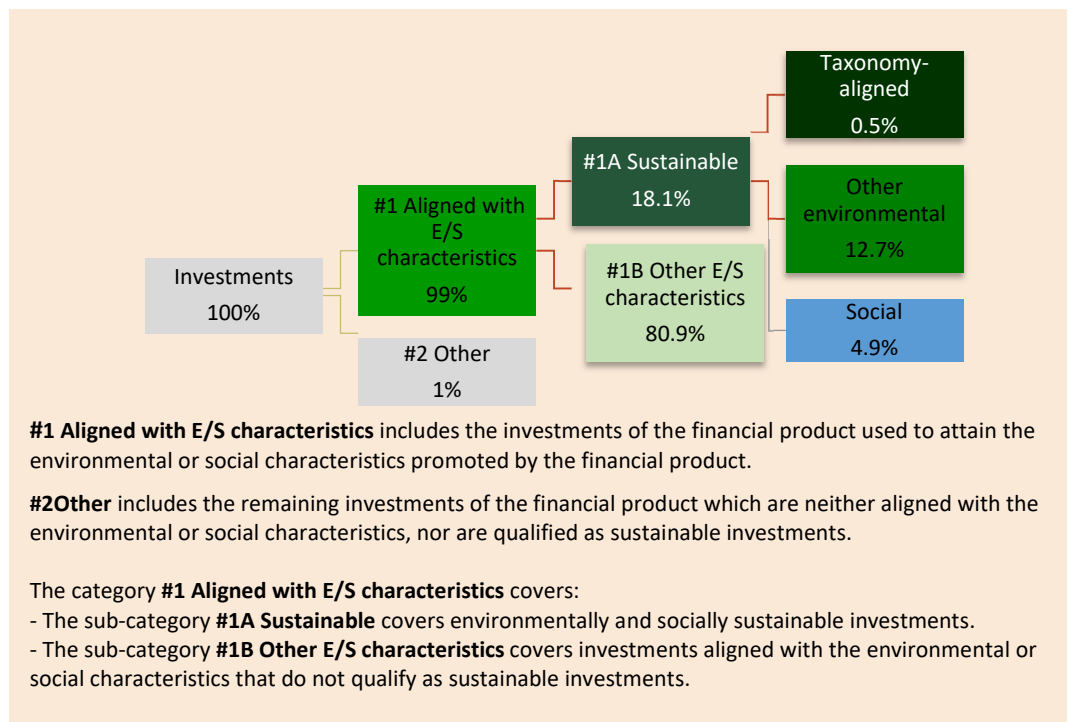 Taxonomy-
aligned
0.5%
#1A Sustainable
18.1%
Other
environmental
12.7%
#1 Aligned with
E/S
characteristics
99%
#1B Other E/S
characteristics
80.9%
Investments
100%
Social
4.9%
#2 Other
1%
#1 Aligned with E/S characteristics includes the investments of the financial product used to attain the
environmental or social characteristics promoted by the financial product.
#2Other includes the remaining investments of the financial product which are neither aligned with the
environmental or social characteristics, nor are qualified as sustainable investments.
The category #1 Aligned with E/S characteristics covers:
- The sub-category #1A Sustainable covers environmentally and socially sustainable investments.
- The sub-category #1B Other E/S characteristics covers investments aligned with the environmental or
social characteristics that do not qualify as sustainable investments.